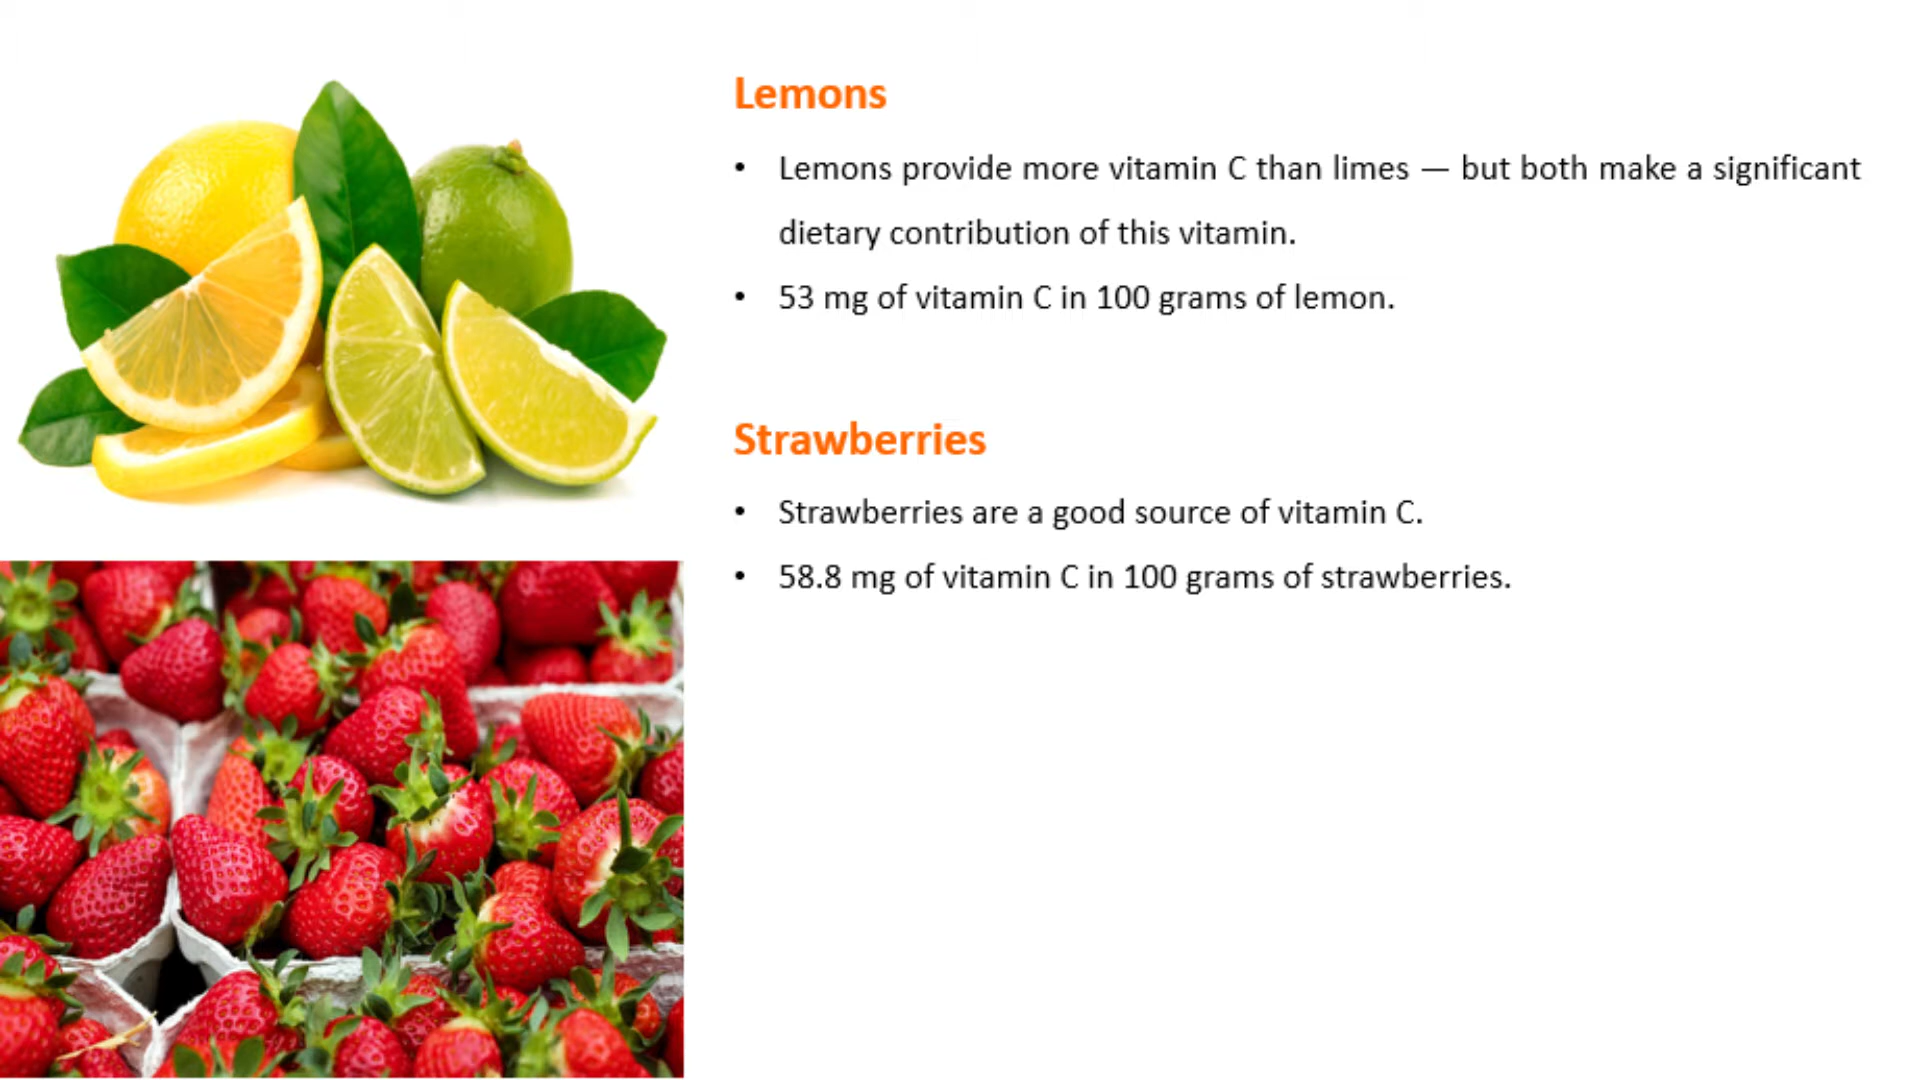 Lemons
• Lemons provide more vitamin C than limes — but both make a significant
dietary contribution of this vitamin.
• 53 mg of vitamin C in 100 grams of lemon.
Strawberries
• Strawberries are a good source of vitamin C.
• 58.8 mg of vitamin C in 100 grams of strawberries.